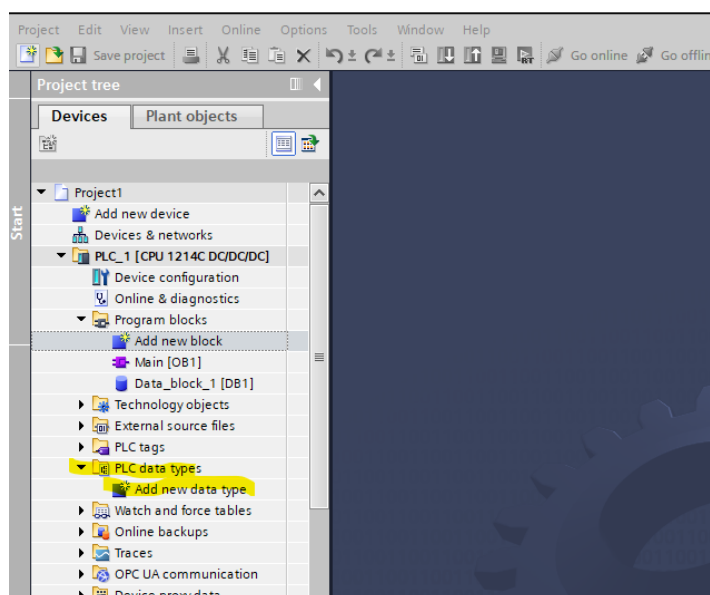 Project Edit View Insert Online Options Tools Window Help
Save project Go online Go offlin
Project tree
Devices Plant objects
Start
Project1
Add new device
Devices & networks
PLC_1 [CPU 1214C DC/DC/DC]
Device configuration
Online & diagnostics
Program blocks
Add new block
Main [OB1]
Data_block_1 [DB1]
Technology objects
External source files
PLC tags
PLC data types
Add new data type
Watch and force tables
Online backups
Traces
OPC UA communication
Device proxy data